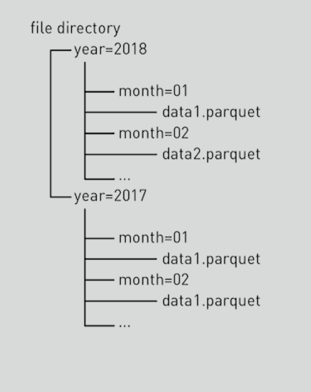 file directory
year=2018
month=01
data1.parquet
month=02
data2.parquet
...
year=2017
month=01
data1.parquet
month=02
data1.parquet
...